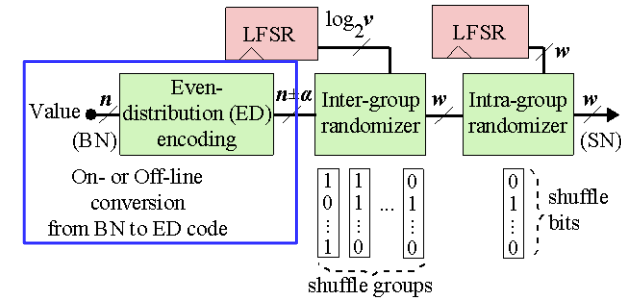 LFSR
log₂v
LFSR
w
Value
n
(BN)
Even-
distribution (ED)
encoding
n±α
Inter-group
randomizer
w
Intra-group
randomizer
w
(SN)
On- or Off-line
conversion
from BN to ED code
1 1 0
0 1 ... 1
⋮ ⋮ ⋮
1 0 0
shuffle groups
0
1
⋮
0
shuffle
bits